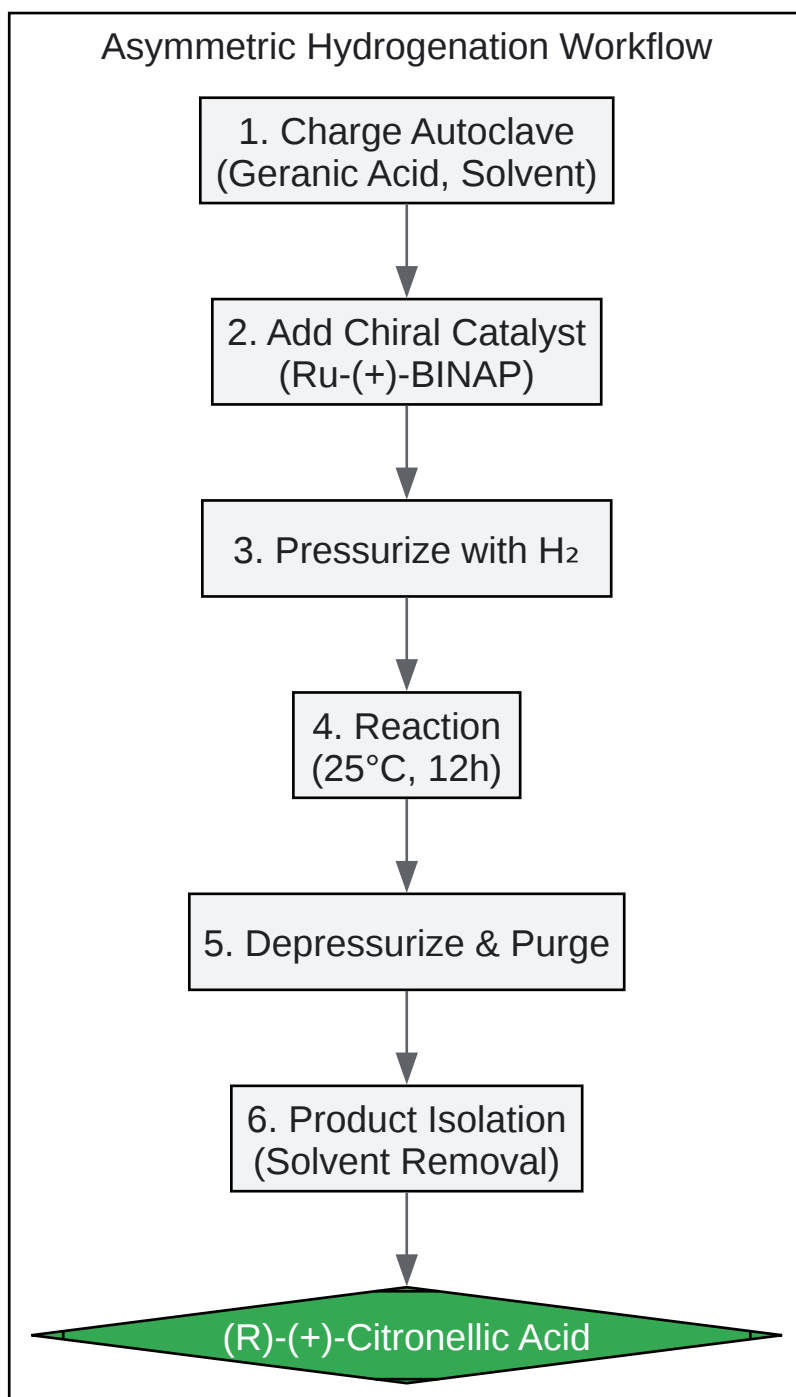 Asymmetric Hydrogenation Workflow
1. Charge Autoclave
(Geranic Acid, Solvent)
2. Add Chiral Catalyst
(Ru-(+)-BINAP)
3. Pressurize with H₂
4. Reaction
(25°C, 12h)
5. Depressurize & Purge
6. Product Isolation
(Solvent Removal)
(R)-(+)-Citronellic Acid